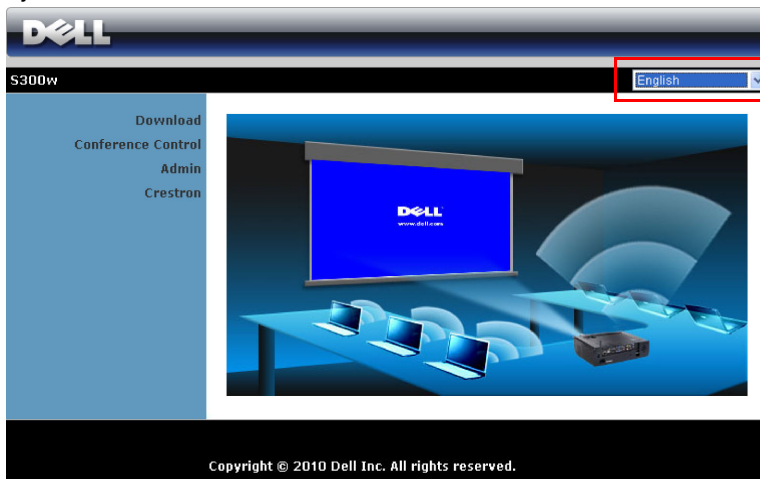 DELL
S300w
English
Download
Conference Control
Admin
Crestron
DELL
www.dell.com
Copyright © 2010 Dell Inc. All rights reserved.